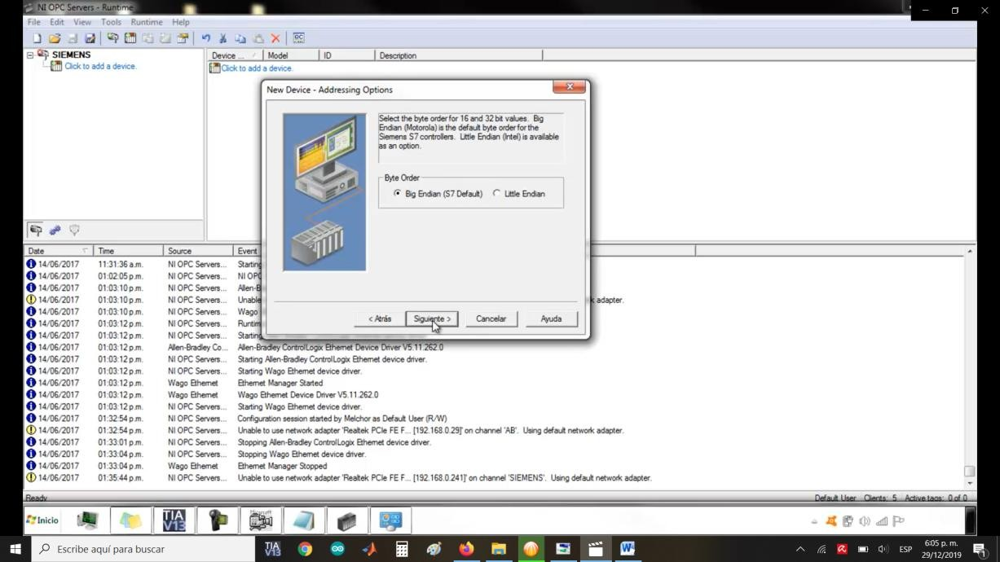 NI OPC Servers - Runtime
File Edit View Tools Runtime Help
SIEMENS
Click to add a device.
Device ... Model ID Description
Click to add a device.
New Device - Addressing Options
Select the byte order for 16 and 32 bit values. Big
Endian (Motorola) is the default byte order for the
Siemens S7 controllers. Little Endian (Intel) is available
as an option.
Byte Order
Big Endian (S7 Default) Little Endian
< Atrás Siguiente > Cancelar Ayuda
Date Time Source Event
14/06/2017 11:31:36 a.m. NI OPC Servers... Starting
14/06/2017 01:02:05 p.m. NI OPC Servers... NI OPC
14/06/2017 01:03:10 p.m. NI OPC Servers... Allen-B
14/06/2017 01:03:10 p.m. NI OPC Servers... Unable k adapter.
14/06/2017 01:03:10 p.m. NI OPC Servers... Wago
14/06/2017 01:03:12 p.m. NI OPC Servers... Runtim
14/06/2017 01:03:12 p.m. NI OPC Servers... Starting
14/06/2017 01:03:12 p.m. Allen-Bradley Co... Allen-Bradley ControlLogix Ethernet Device Driver V5.11.262.0
14/06/2017 01:03:12 p.m. NI OPC Servers... Starting Allen-Bradley ControlLogix Ethernet device driver.
14/06/2017 01:03:12 p.m. NI OPC Servers... Starting Wago Ethernet device driver.
14/06/2017 01:03:12 p.m. Wago Ethernet Ethernet Manager Started
14/06/2017 01:03:12 p.m. Wago Ethernet Wago Ethernet Device Driver V5.11.262.0
14/06/2017 01:03:12 p.m. NI OPC Servers... Starting Wago Ethernet device driver.
14/06/2017 01:32:54 p.m. NI OPC Servers... Configuration session started by Melchor as Default User (R/W)
14/06/2017 01:32:54 p.m. NI OPC Servers... Unable to use network adapter 'Realtek PCIe FE F... [192.168.0.29]' on channel 'AB'. Using default network adapter.
14/06/2017 01:33:01 p.m. NI OPC Servers... Stopping Allen-Bradley ControlLogix Ethernet device driver.
14/06/2017 01:33:04 p.m. NI OPC Servers... Stopping Wago Ethernet device driver.
14/06/2017 01:33:04 p.m. Wago Ethernet Ethernet Manager Stopped
14/06/2017 01:35:44 p.m. NI OPC Servers... Unable to use network adapter 'Realtek PCIe FE F... [192.168.0.241]' on channel 'SIEMENS'. Using default network adapter.
Ready Default User Clients: 5 Active tags: 0 of 0
Inicio TIA V13
Escribe aquí para buscar TIA V13 ESP 6:05 p. m.
29/12/2019